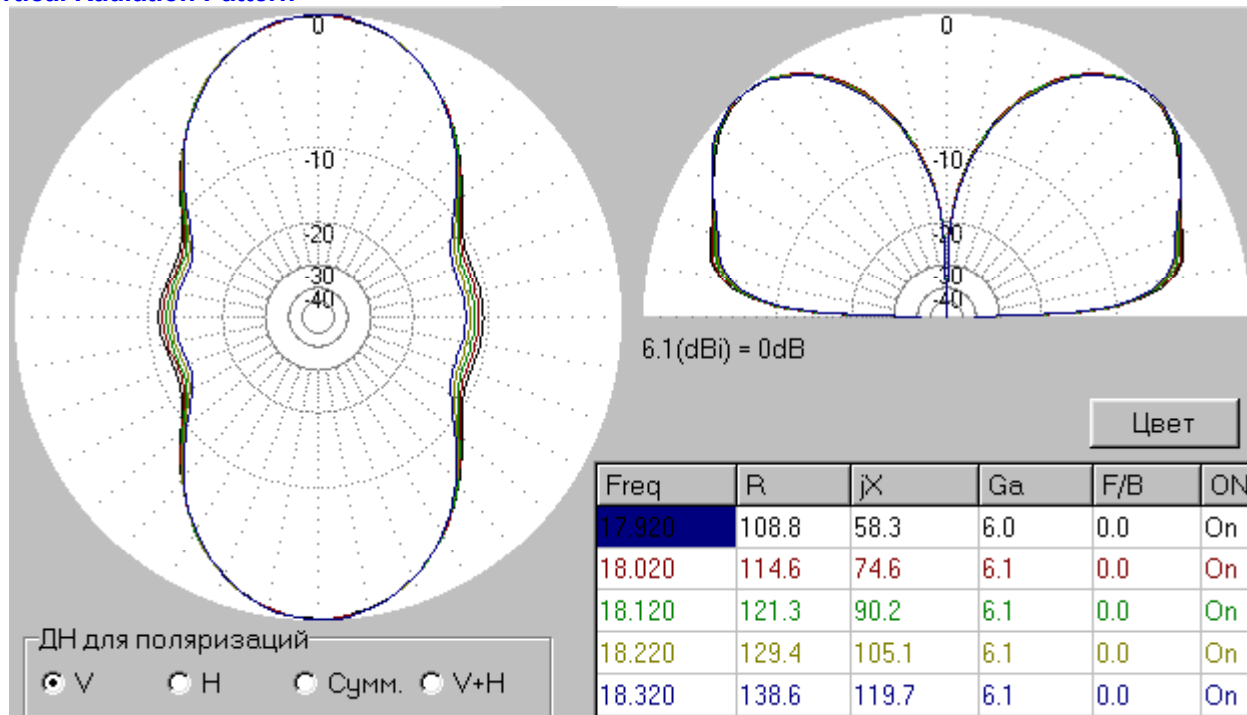 Radiation Pattern
0
-10
-20
-30
-40
0
-10
-20
-30
-40
6.1(dBi) = 0dB
Цвет
Freq R jX Ga F/B ON
17.920 108.8 58.3 6.0 0.0 On
18.020 114.6 74.6 6.1 0.0 On
18.120 121.3 90.2 6.1 0.0 On
18.220 129.4 105.1 6.1 0.0 On
18.320 138.6 119.7 6.1 0.0 On
ДН для поляризаций
V H Сумм. V+H